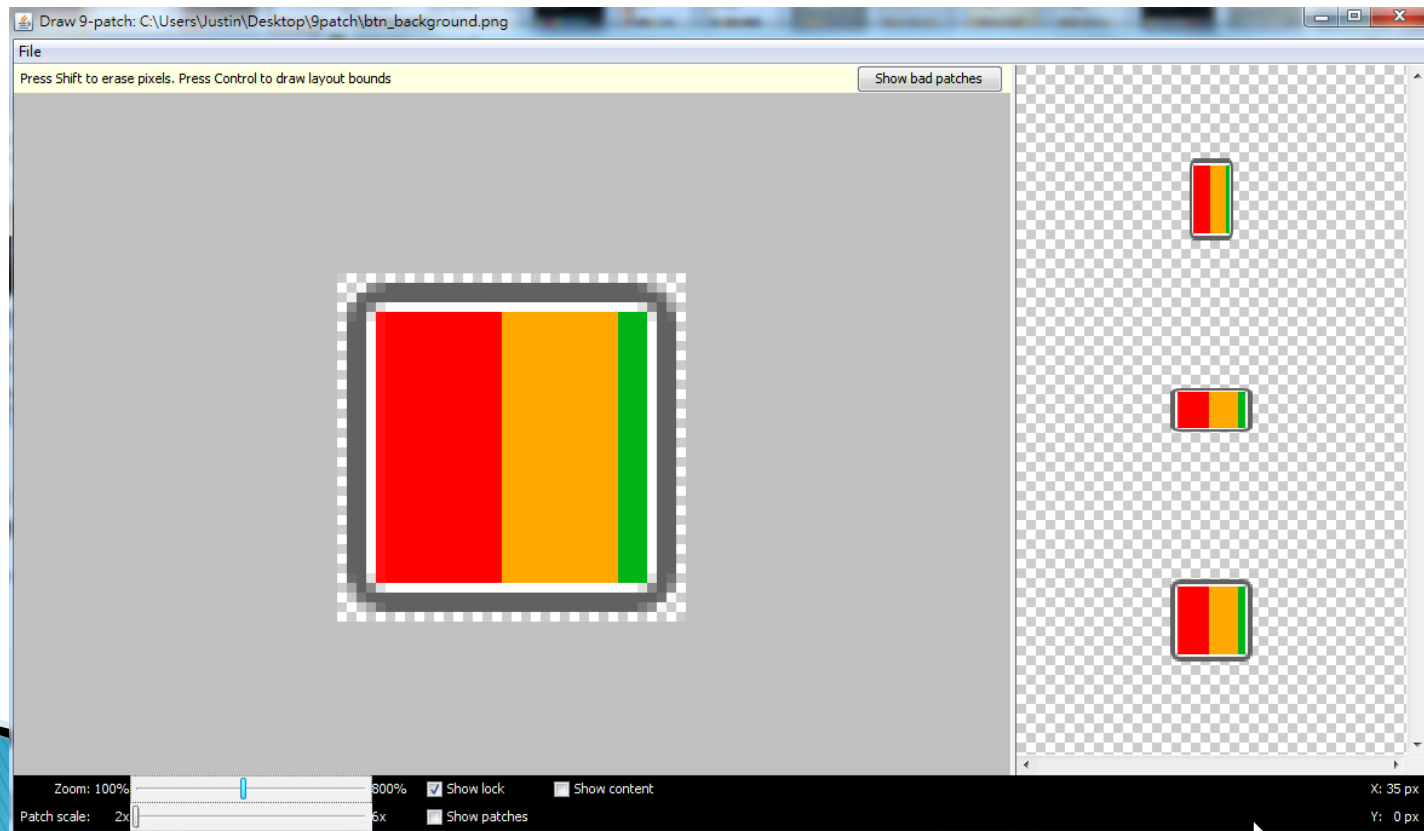 Draw 9-patch: C:\Users\Justin\Desktop\9patch\btn_background.png
File
Press Shift to erase pixels. Press Control to draw layout bounds
Show bad patches
Zoom: 100% 800% Show lock Show content X: 35 px
Patch scale: 2x 6x Show patches Y: 0 px